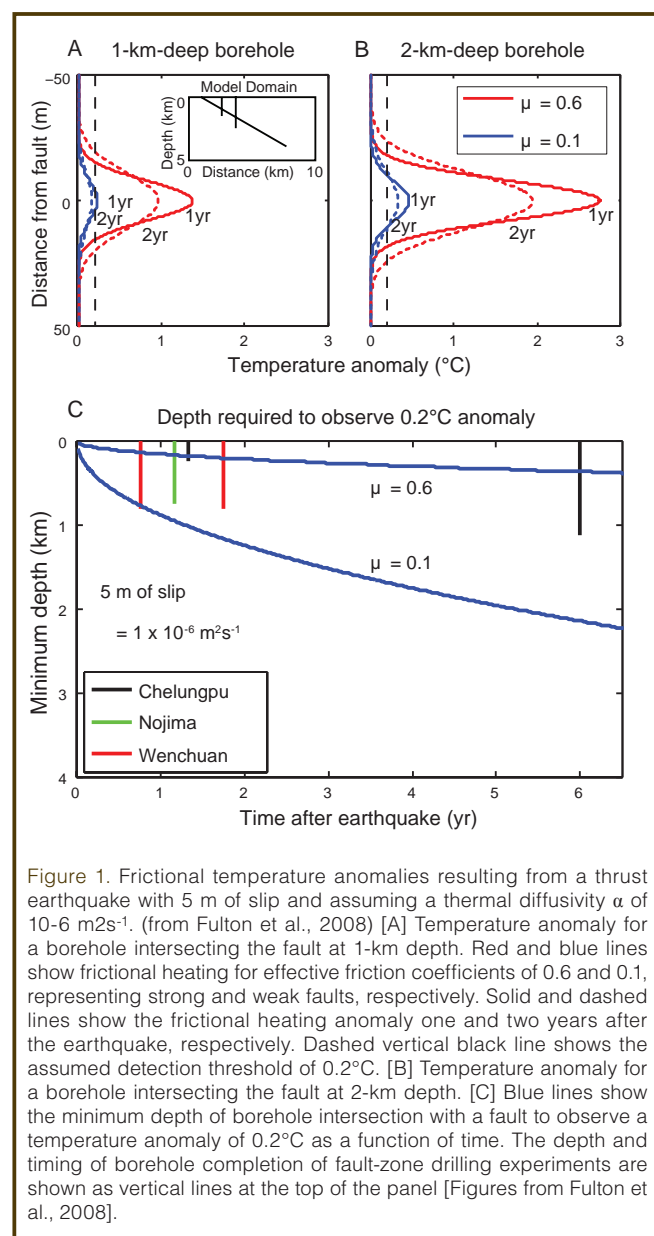 A 1-km-deep borehole
B 2-km-deep borehole
-50
0
50
Distance from fault (m)
Model Domain
0
5
Depth (km)
0 Distance (km) 10
1yr
2yr
2yr
1yr
μ = 0.6
μ = 0.1
1yr
2yr
2yr
1yr
0 1 2 3
0 1 2 3
Temperature anomaly (°C)
C Depth required to observe 0.2°C anomaly
0
1
2
3
4
Minimum depth (km)
μ = 0.6
μ = 0.1
5 m of slip
= 1 x 10⁻⁶ m²s⁻¹
Chelungpu
Nojima
Wenchuan
0 1 2 3 4 5 6
Time after earthquake (yr)
Figure 1. Frictional temperature anomalies resulting from a thrust
earthquake with 5 m of slip and assuming a thermal diffusivity α of
10-6 m2s-¹. (from Fulton et al., 2008) [A] Temperature anomaly for
a borehole intersecting the fault at 1-km depth. Red and blue lines
show frictional heating for effective friction coefficients of 0.6 and 0.1,
representing strong and weak faults, respectively. Solid and dashed
lines show the frictional heating anomaly one and two years after
the earthquake, respectively. Dashed vertical black line shows the
assumed detection threshold of 0.2°C. [B] Temperature anomaly for
a borehole intersecting the fault at 2-km depth. [C] Blue lines show
the minimum depth of borehole intersection with a fault to observe a
temperature anomaly of 0.2°C as a function of time. The depth and
timing of borehole completion of fault-zone drilling experiments are
shown as vertical lines at the top of the panel [Figures from Fulton et
al., 2008].